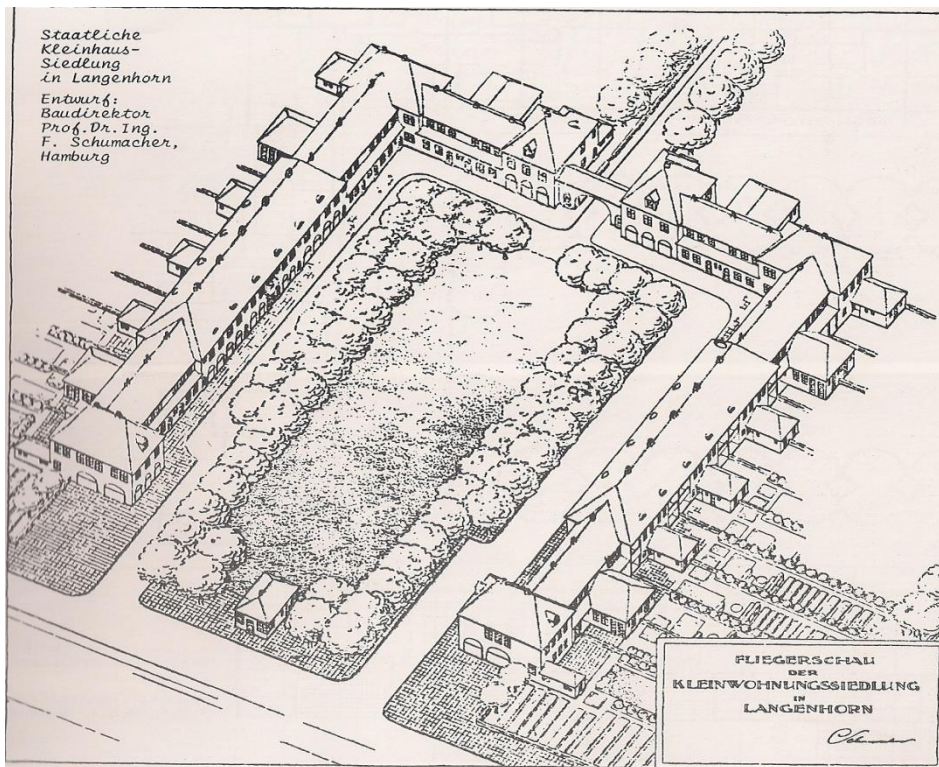 Staatliche
Kleinhaus-
Siedlung
in Langenhorn
Entwurf:
Baudirektor
Prof. Dr. Ing.
F. Schumacher,
Hamburg
FLIEGERSCHAU
DER
KLEINWOHNUNGSSIEDLUNG
IN
LANGENHORN